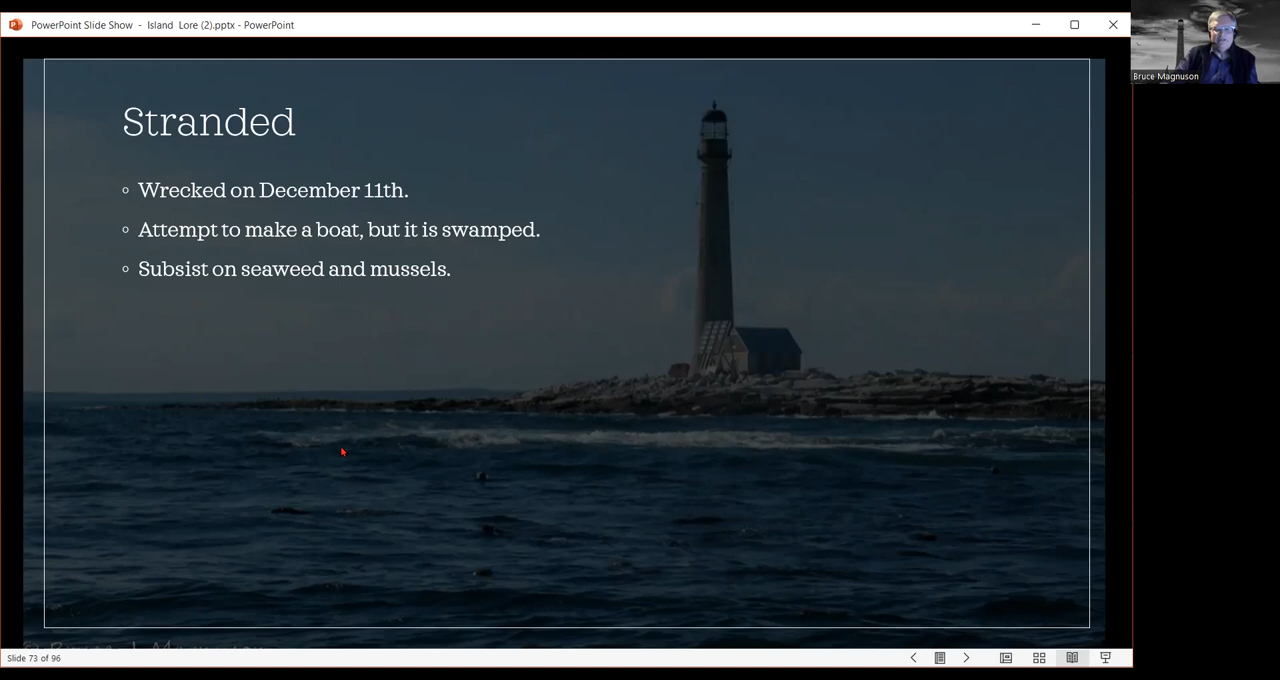 PowerPoint Slide Show - Island Lore (2).pptx - PowerPoint
Bruce Magnuson
Stranded
Wrecked on December 11th.
Attempt to make a boat, but it is swamped.
Subsist on seaweed and mussels.
Slide 73 of 96